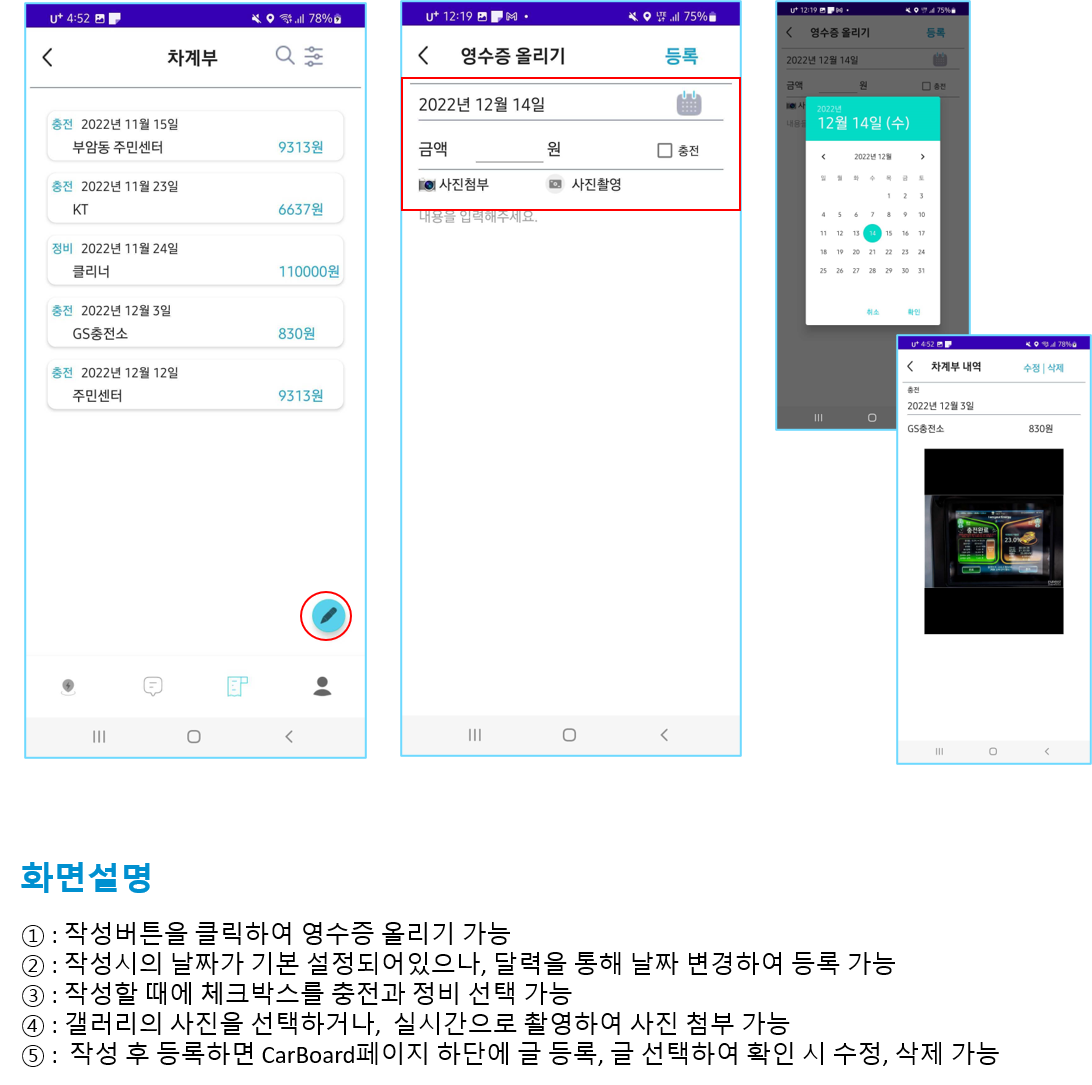 U+ 4:52 78%
차계부
충전 2022년 11월 15일
부암동 주민센터 9313원
충전 2022년 11월 23일
KT 6637원
정비 2022년 11월 24일
클리너 110000원
충전 2022년 12월 3일
GS충전소 830원
충전 2022년 12월 12일
주민센터 9313원
U+ 12:19 75%
영수증 올리기 등록
2022년 12월 14일
금액 원 충전
사진첨부 사진촬영
내용을 입력해주세요.
U+ 12:19 75%
영수증 올리기 등록
2022년 12월 14일
금액 원 충전
2022년
12월 14일 (수)
2022년 12월
일 월 화 수 목 금 토
1 2 3
4 5 6 7 8 9 10
11 12 13 14 15 16 17
18 19 20 21 22 23 24
25 26 27 28 29 30 31
취소 확인
U+ 4:52 78%
차계부 내역 수정 | 삭제
충전
2022년 12월 3일
GS충전소 830원
충전완료
23.0%
화면설명
① : 작성버튼을 클릭하여 영수증 올리기 가능
② : 작성시의 날짜가 기본 설정되어있으나, 달력을 통해 날짜 변경하여 등록 가능
③ : 작성할 때에 체크박스를 충전과 정비 선택 가능
④ : 갤러리의 사진을 선택하거나, 실시간으로 촬영하여 사진 첨부 가능
⑤ : 작성 후 등록하면 CarBoard페이지 하단에 글 등록, 글 선택하여 확인 시 수정, 삭제 가능